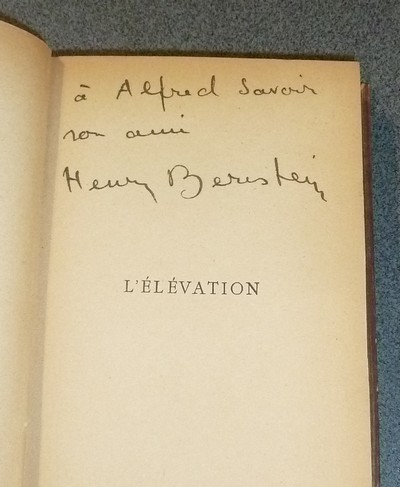 à Alfred Savoir
son ami
Henry Bernstein
L'ÉLÉVATION